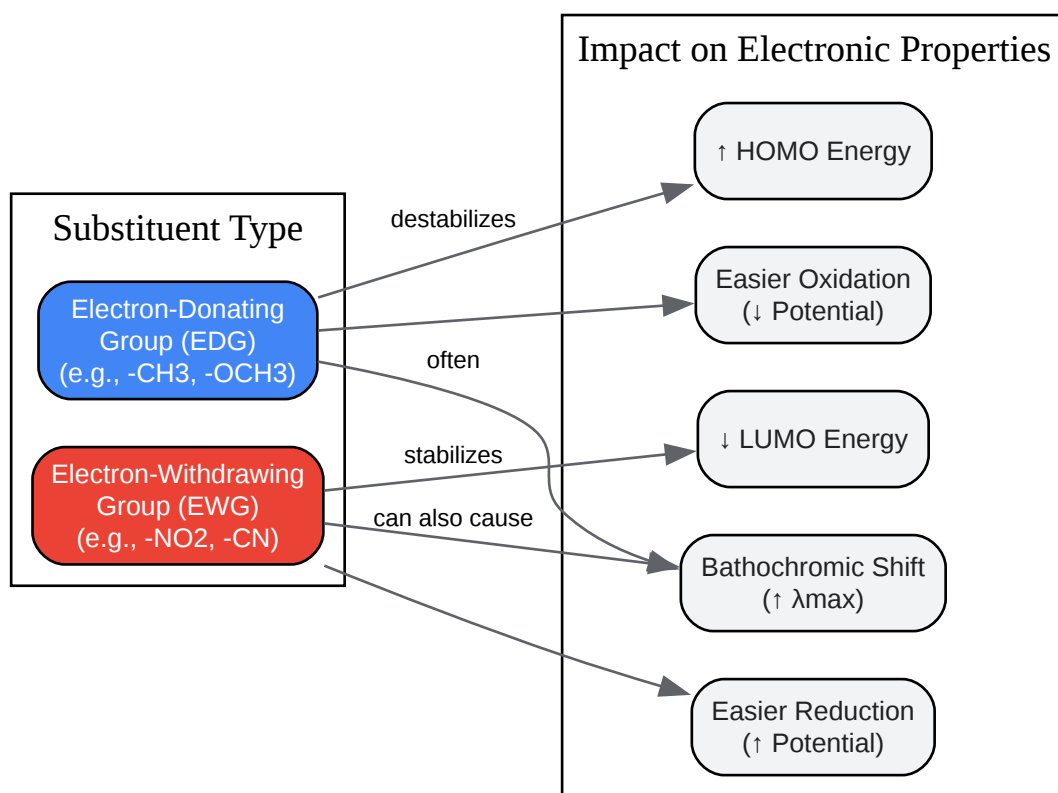 Impact on Electronic Properties
↑ HOMO Energy
Substituent Type
destabilizes
Electron-Donating
Group (EDG)
(e.g., -CH3, -OCH3)
Easier Oxidation
(↓ Potential)
often
↓ LUMO Energy
stabilizes
Electron-Withdrawing
Group (EWG)
(e.g., -NO2, -CN)
can also cause
Bathochromic Shift
(↑ λmax)
Easier Reduction
(↑ Potential)